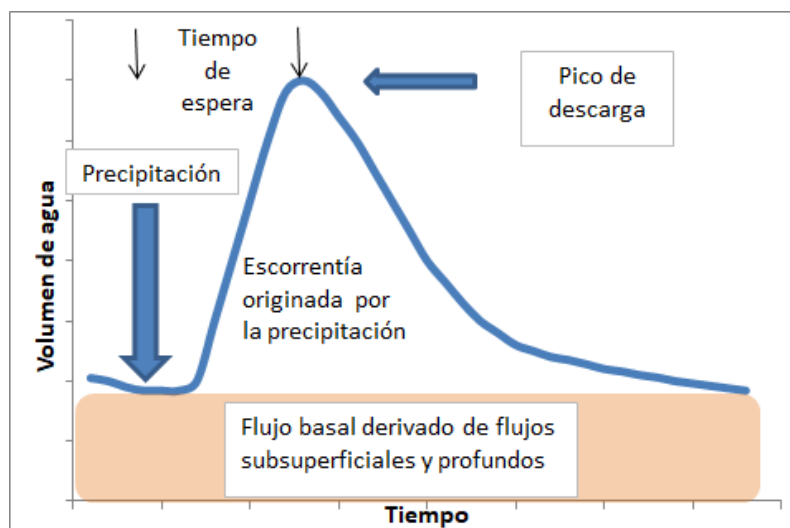 Tiempo
de
espera
Pico de
descarga
Precipitación
Volumen de agua
Escorrentía
originada por
la precipitación
Flujo basal derivado de flujos
subsuperficiales y profundos
Tiempo